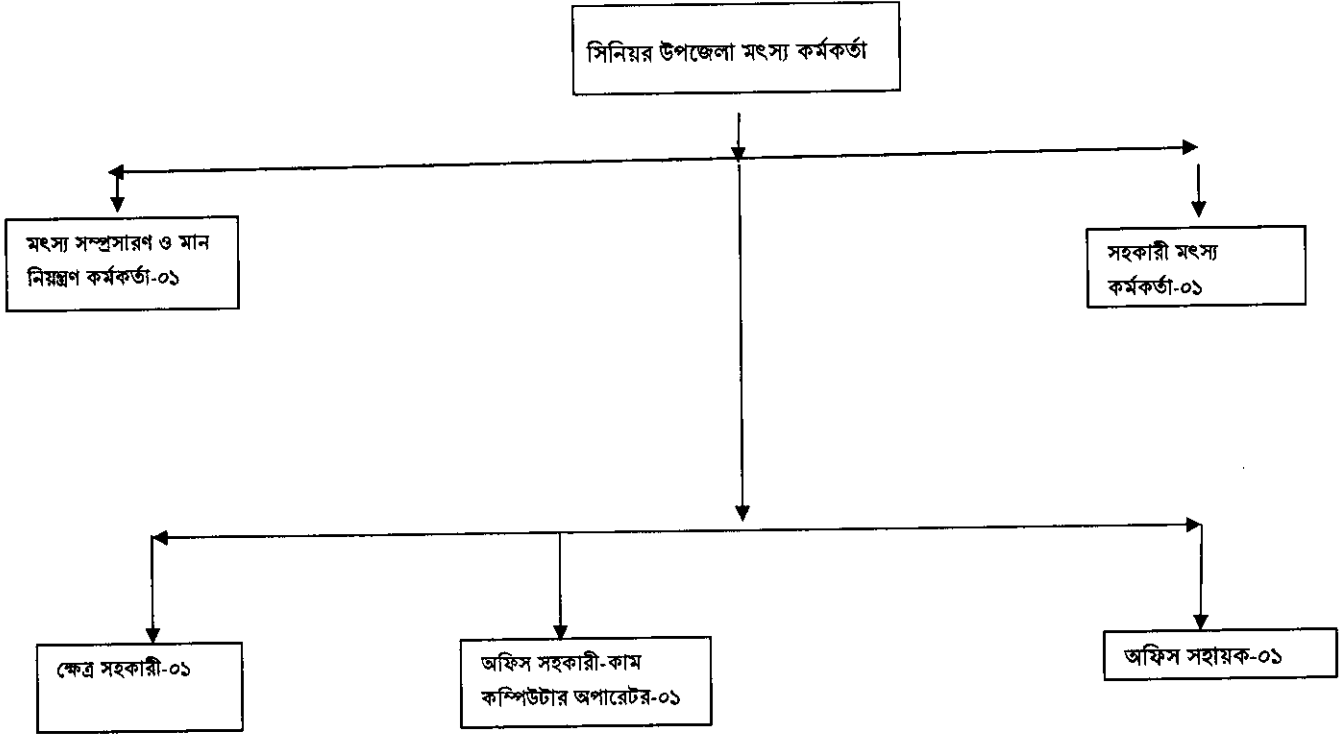 সিনিয়র উপজেলা মৎস্য কর্মকর্তা
মৎস্য সম্প্রসারণ ও মান
নিয়ন্ত্রণ কর্মকর্তা-০১
সহকারী মৎস্য
কর্মকর্তা-০১
ক্ষেত্র সহকারী-০১
অফিস সহকারী-কাম
কম্পিউটার অপারেটর-০১
অফিস সহায়ক-০১